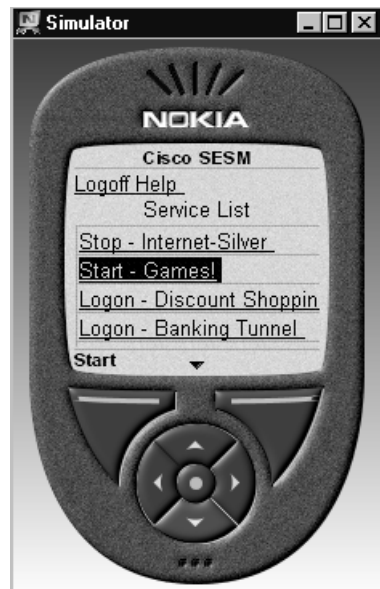 Simulator
NOKIA
Cisco SESM
Logoff Help
Service List
Stop - Internet-Silver
Start - Games!
Logon - Discount Shoppin
Logon - Banking Tunnel
Start